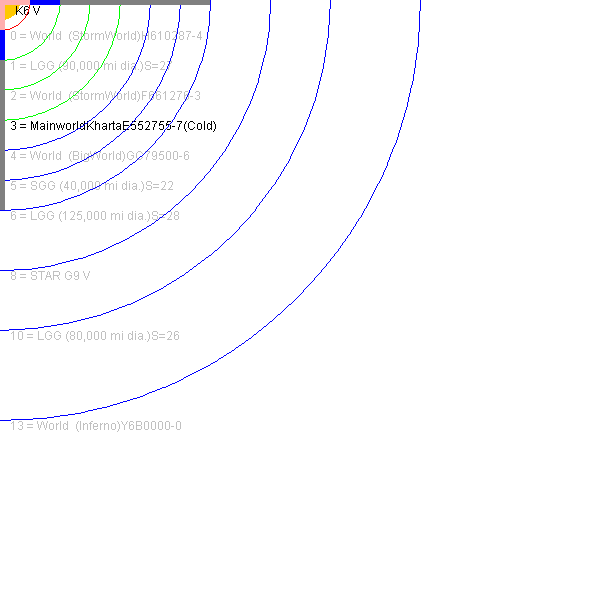 K6 V
0 = World (StormWorld)H610287-4
1 = LGG (90,000 mi dia.)S=27
2 = World (StormWorld)F661276-3
3 = MainworldKhartaE552755-7(Cold)
4 = World (BigWorld)GC79500-6
5 = SGG (40,000 mi dia.)S=22
6 = LGG (125,000 mi dia.)S=28
8 = STAR G9 V
10 = LGG (80,000 mi dia.)S=26
13 = World (Inferno)Y6B0000-0